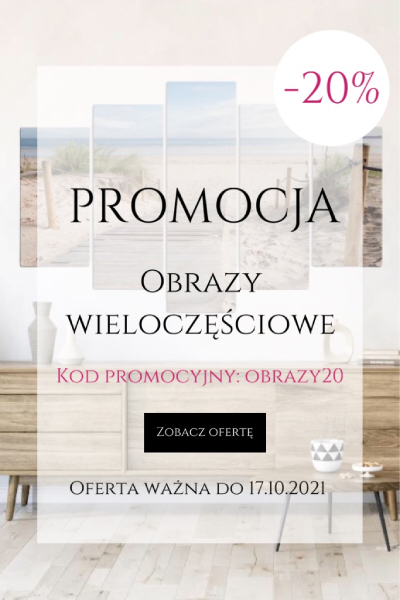 -20%
PROMOCJA
Obrazy
wieloczęściowe
Kod promocyjny: obrazy20
Zobacz ofertę
Oferta ważna do 17.10.2021